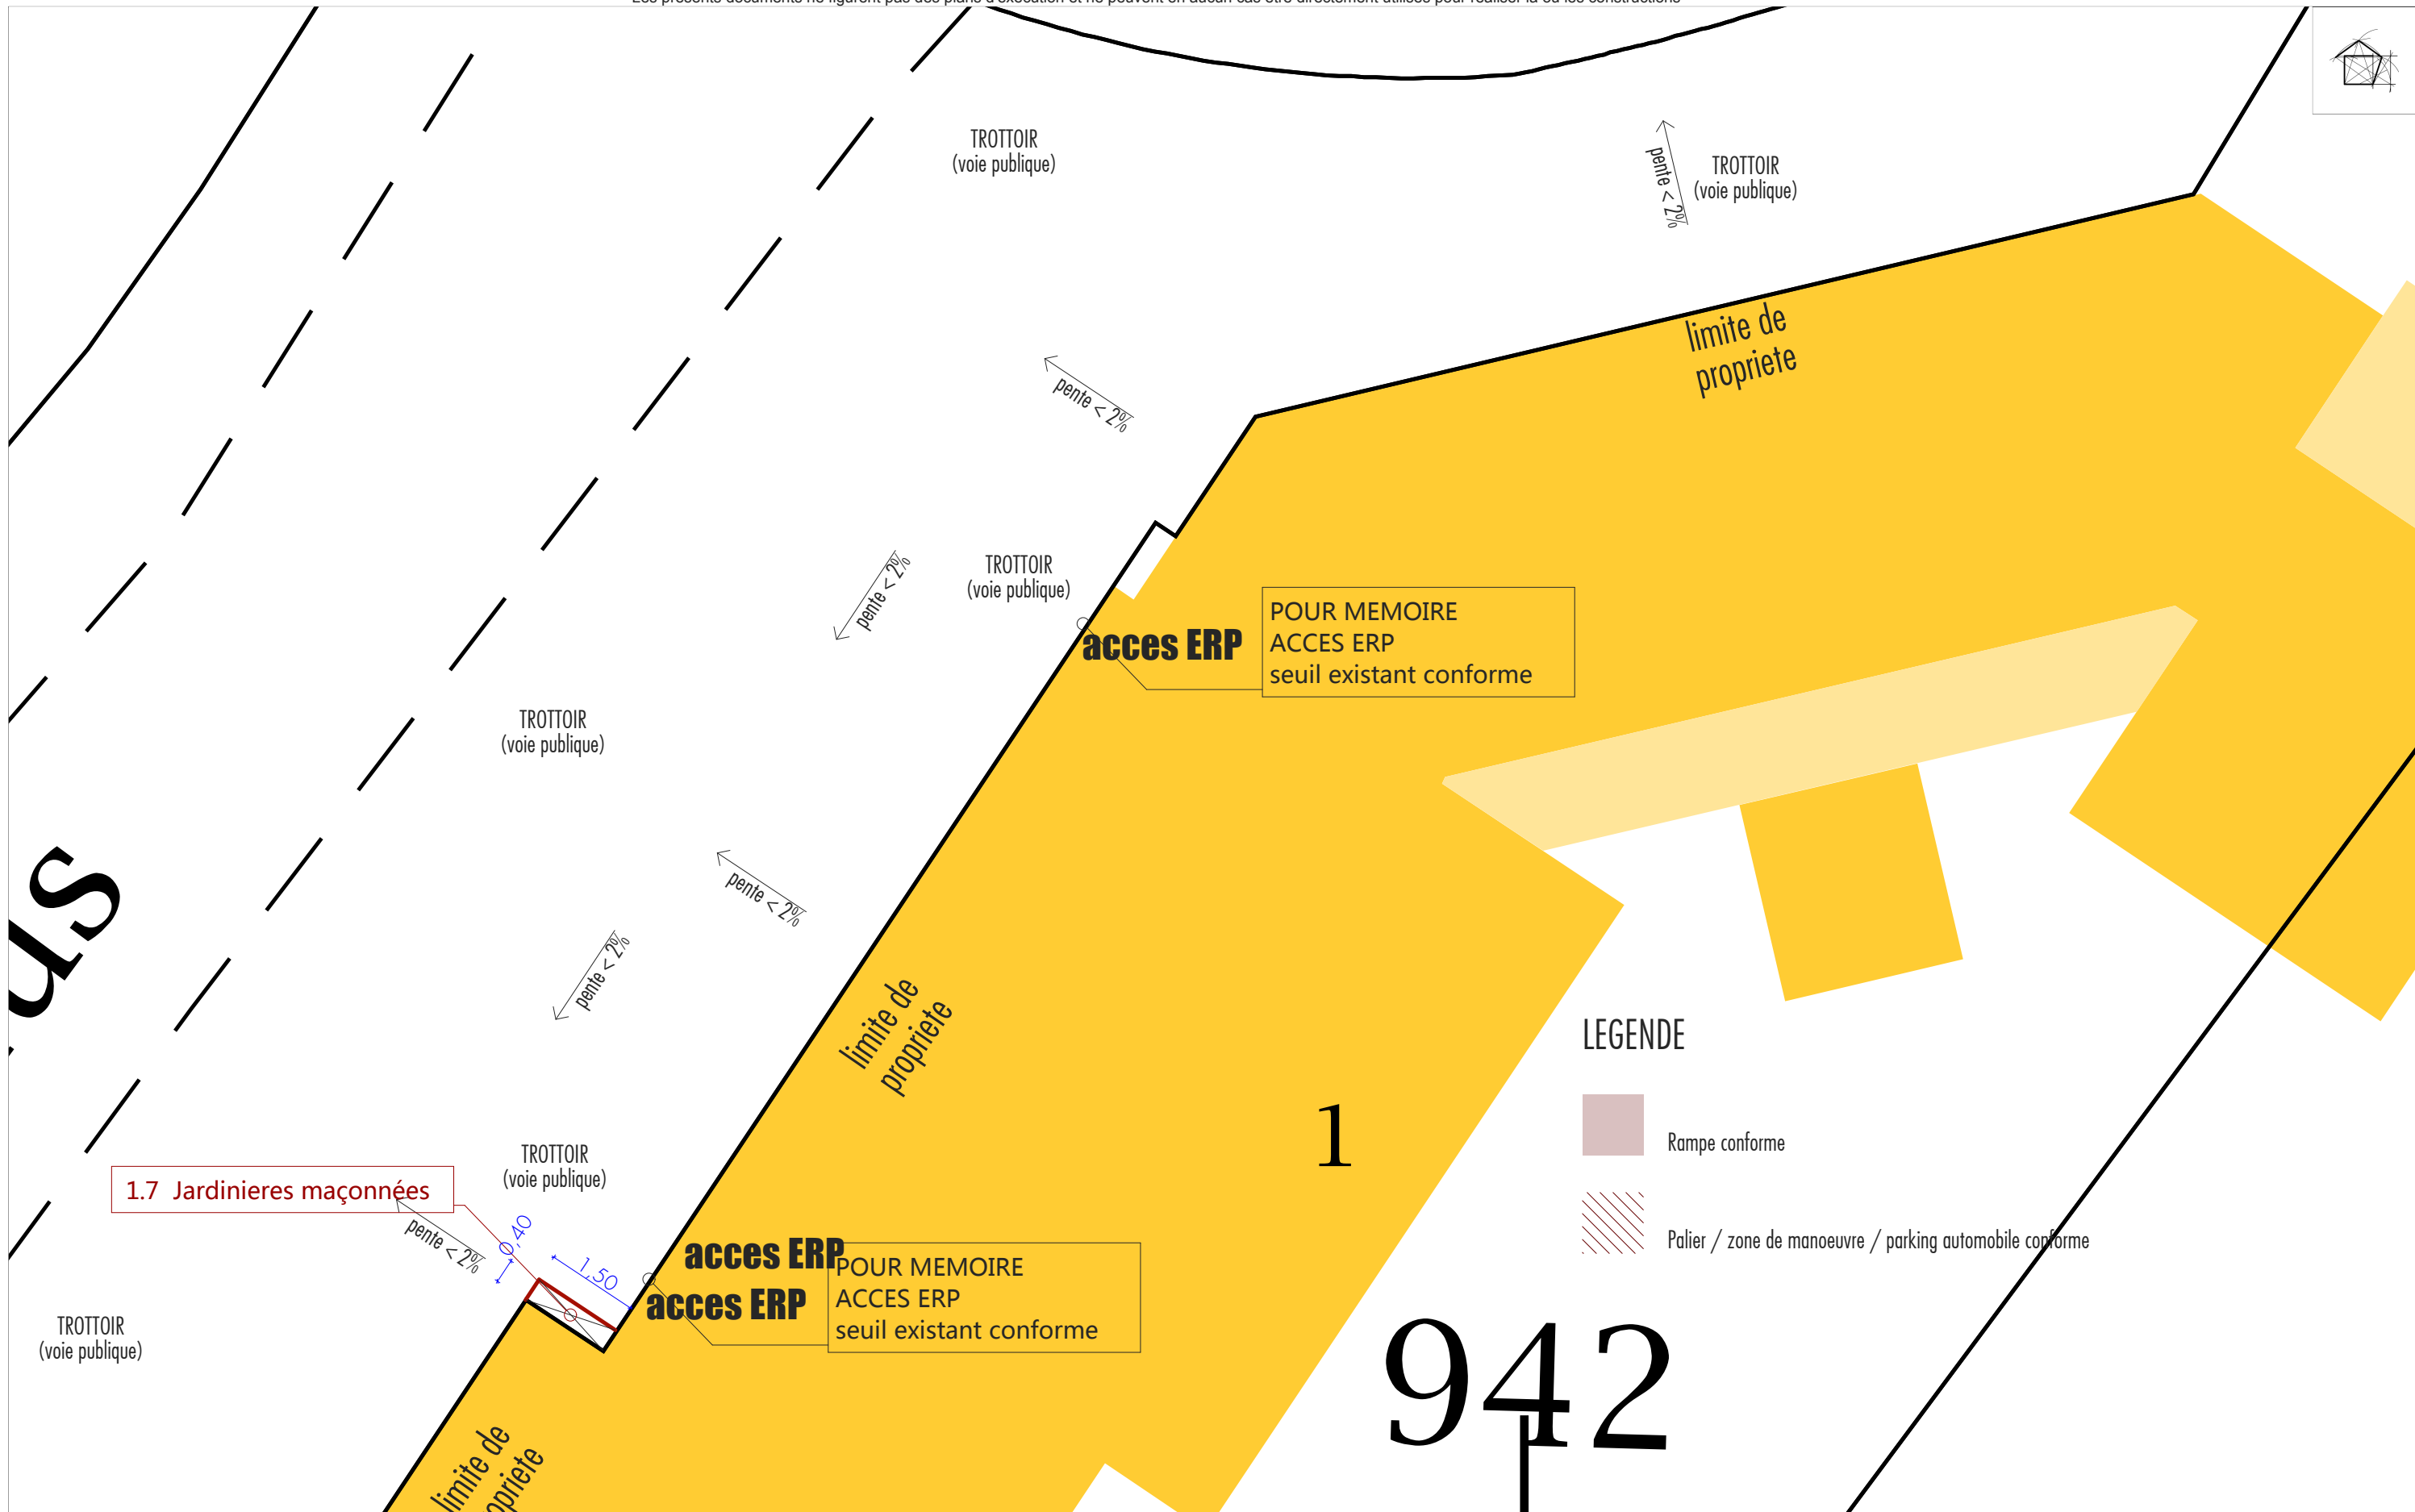 TROTTOIR
(voie publique)
pente < 2%
TROTTOIR
(voie publique)
limite de
propriete
pente < 2%
pente < 2%
TROTTOIR
(voie publique)
acces ERP
POUR MEMOIRE
ACCES ERP
seuil existant conforme
TROTTOIR
(voie publique)
us
pente < 2%
pente < 2%
limite de
propriete
LEGENDE
1
Rampe conforme
Palier / zone de manoeuvre / parking automobile conforme
TROTTOIR
(voie publique)
1.7 Jardinieres maçonnées
pente < 2%
0,40
1,50
acces ERP
acces ERP
POUR MEMOIRE
ACCES ERP
seuil existant conforme
TROTTOIR
(voie publique)
942
limite de